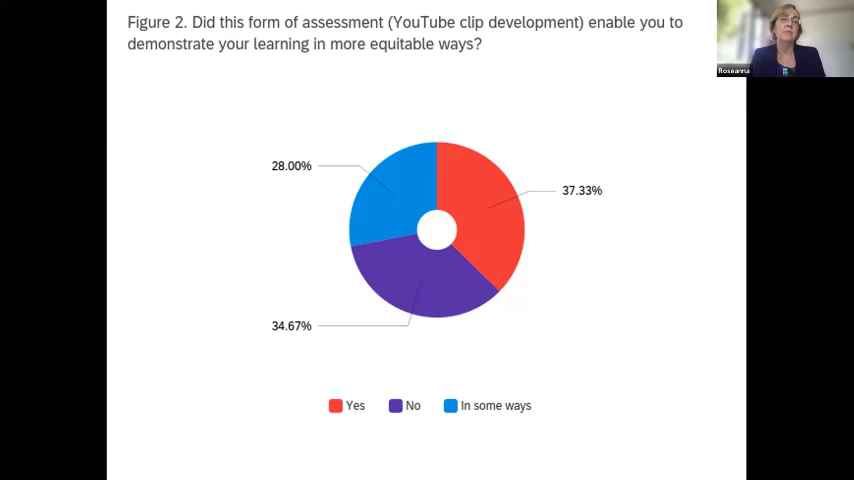 Figure 2. Did this form of assessment (YouTube clip development) enable you to
demonstrate your learning in more equitable ways?
Roseanna
28.00%
37.33%
34.67%
Yes
No
In some ways